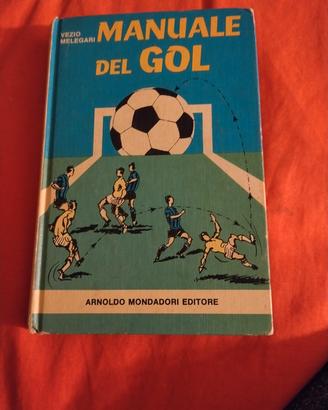 VEZIO
MELEGARI
MANUALE
DEL GOL
ARNOLDO MONDADORI EDITORE